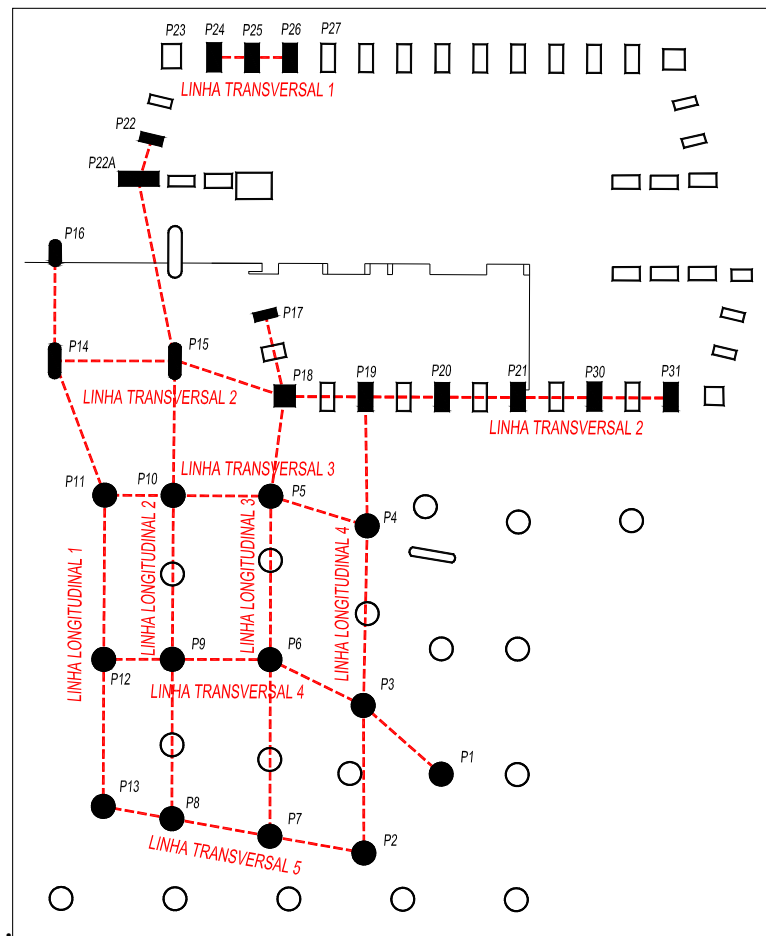 P23 P24 P25 P26 P27
LINHA TRANSVERSAL 1
P22
P22A
P16
P17
P14
P15
P18
P19
P20
P21
P30
P31
LINHA TRANSVERSAL 2
LINHA TRANSVERSAL 2
LINHA TRANSVERSAL 3
P11
P10
P5
P4
LINHA LONGITUDINAL 1
LINHA LONGITUDINAL 2
LINHA LONGITUDINAL 3
LINHA LONGITUDINAL 4
P12
P9
P6
P3
LINHA TRANSVERSAL 4
P1
P13
P8
P7
P2
LINHA TRANSVERSAL 5